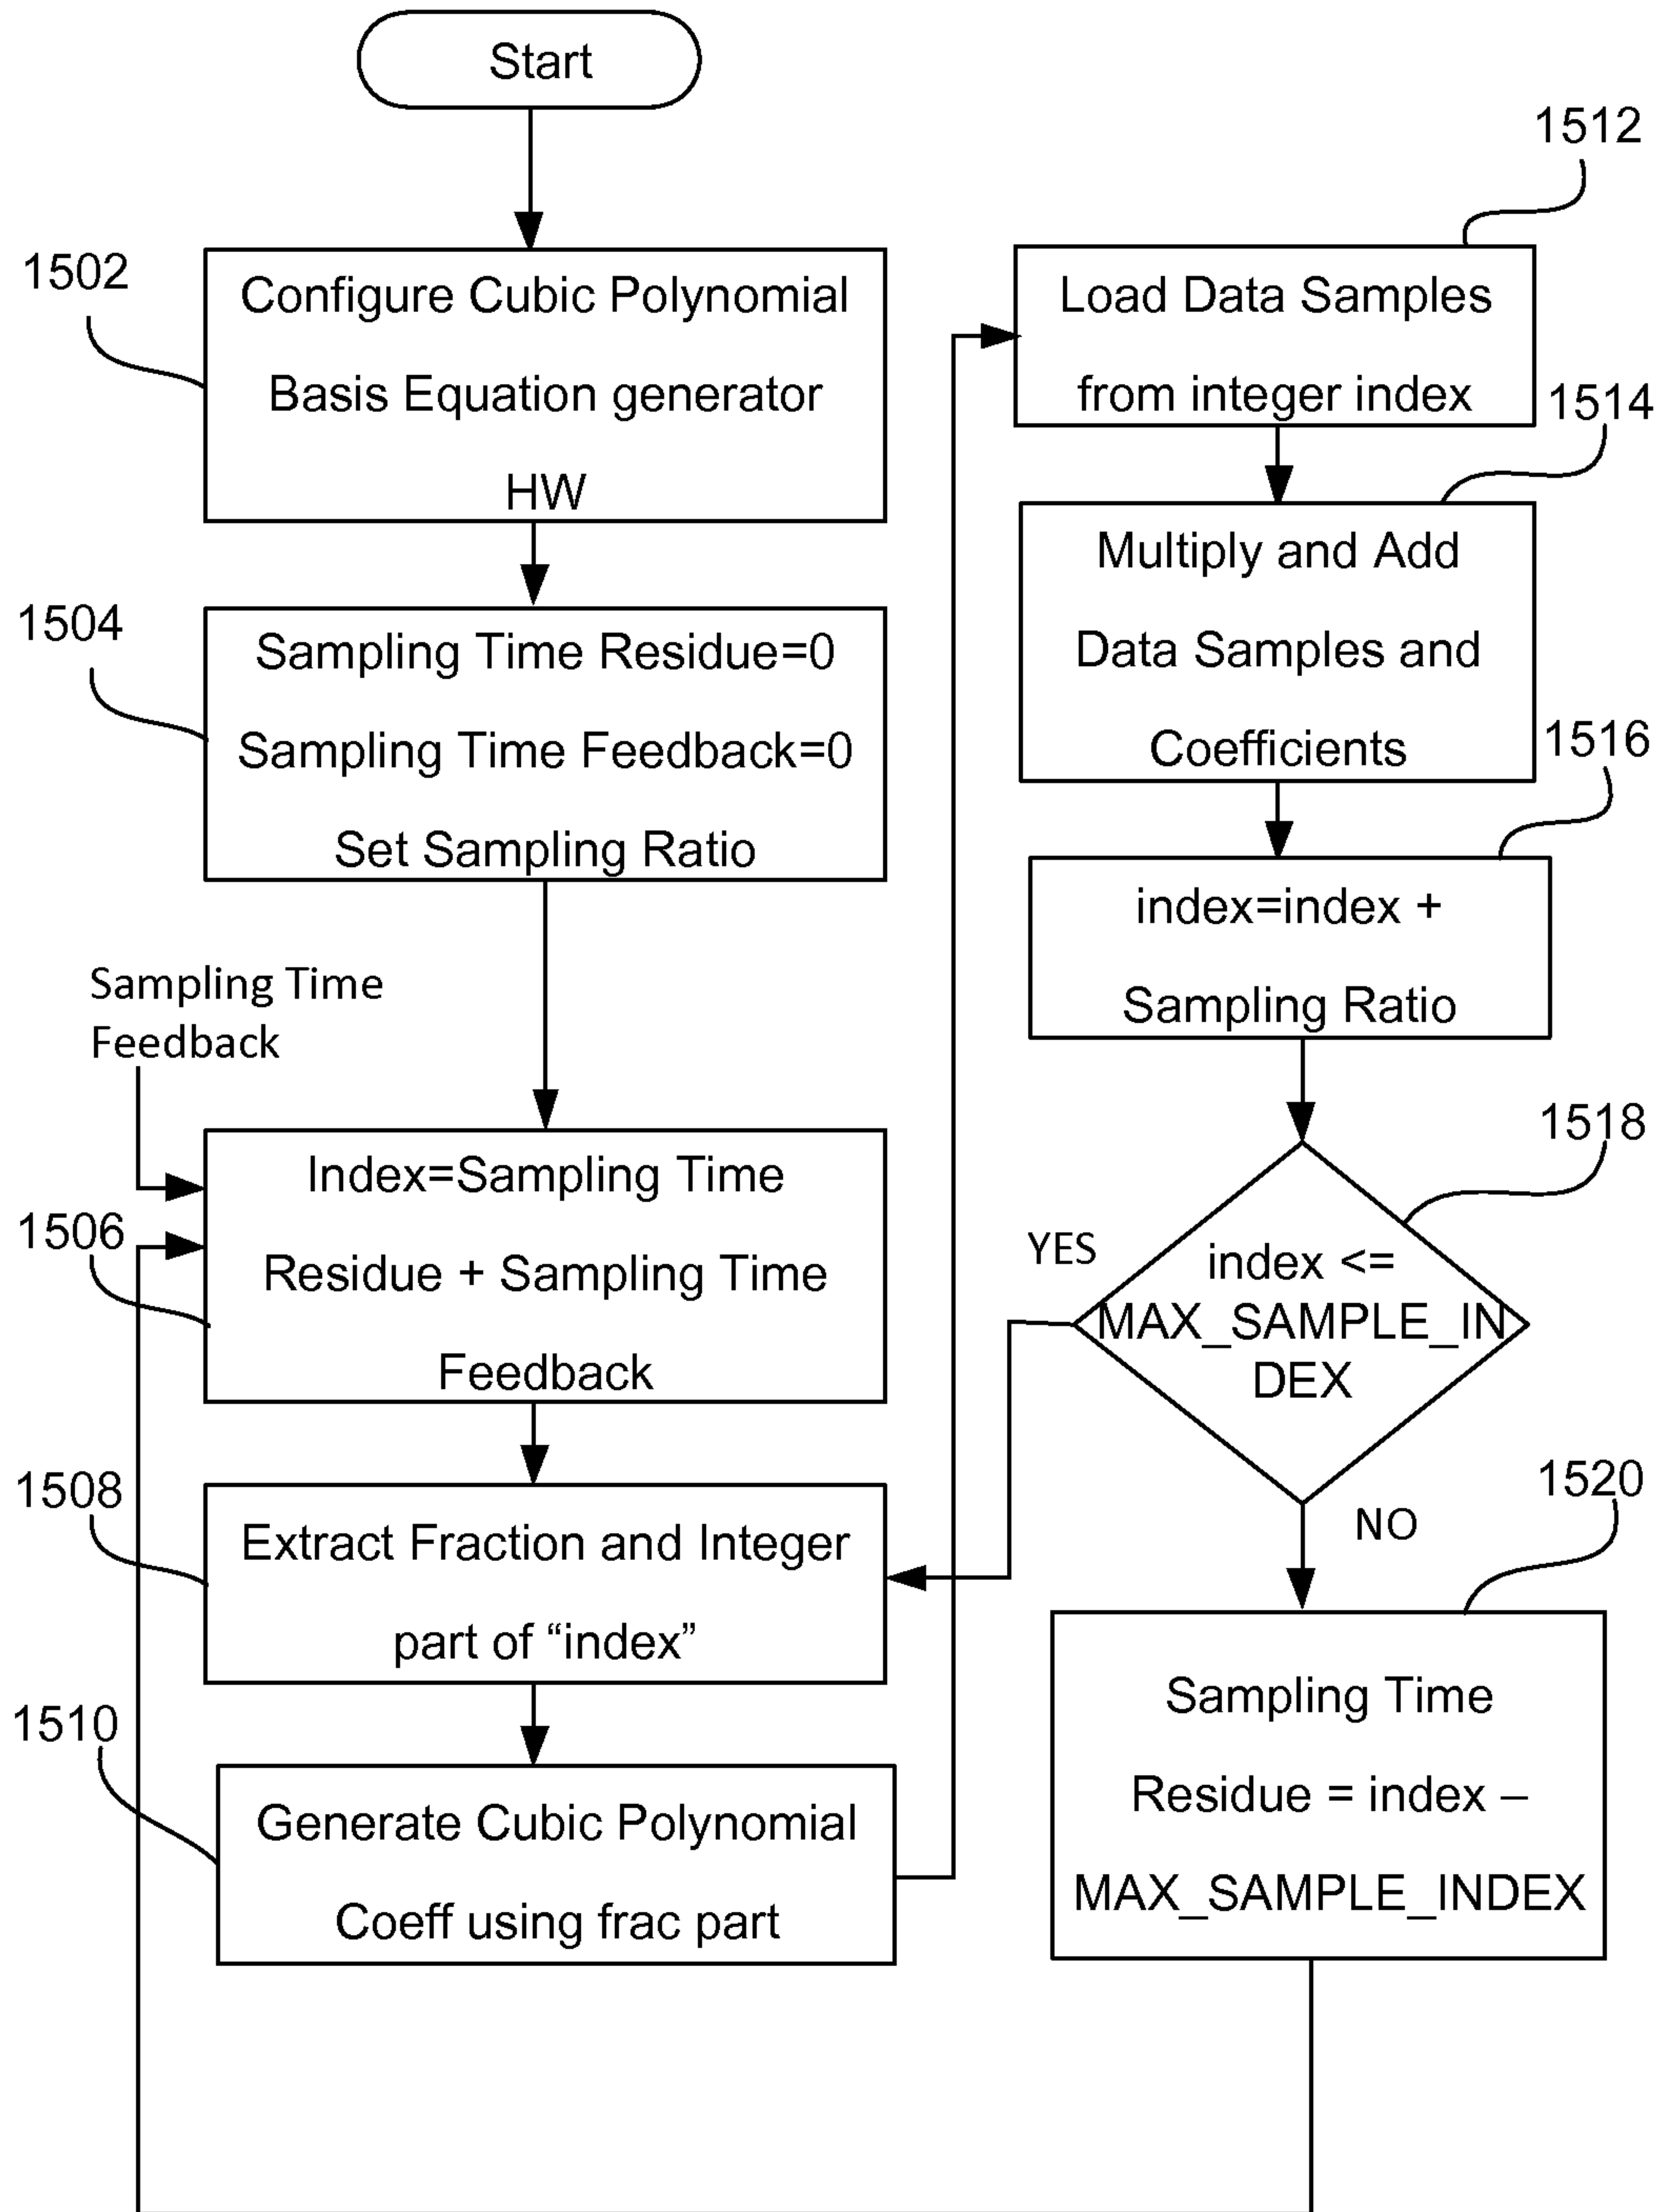 Start
1502
Configure Cubic Polynomial
Basis Equation generator
HW
1504
Sampling Time Residue=0
Sampling Time Feedback=0
Set Sampling Ratio
Sampling Time
Feedback
1506
Index=Sampling Time
Residue + Sampling Time
Feedback
1508
Extract Fraction and Integer
part of “index”
1510
Generate Cubic Polynomial
Coeff using frac part
1512
Load Data Samples
from integer index
1514
Multiply and Add
Data Samples and
Coefficients
1516
index=index +
Sampling Ratio
1518
YES
index <=
MAX_SAMPLE_IN
DEX
NO
1520
Sampling Time
Residue = index –
MAX_SAMPLE_INDEX